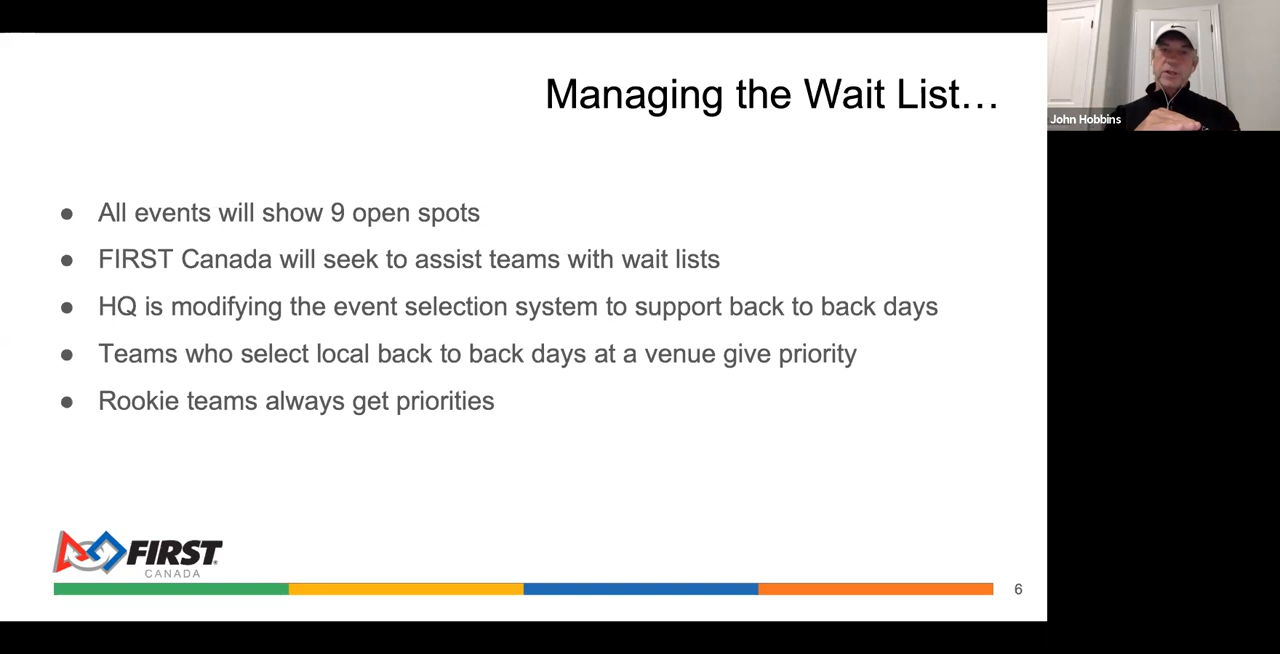 Managing the Wait List…
John Hobbins
● All events will show 9 open spots
● FIRST Canada will seek to assist teams with wait lists
● HQ is modifying the event selection system to support back to back days
● Teams who select local back to back days at a venue give priority
● Rookie teams always get priorities
FIRST®
CANADA
6